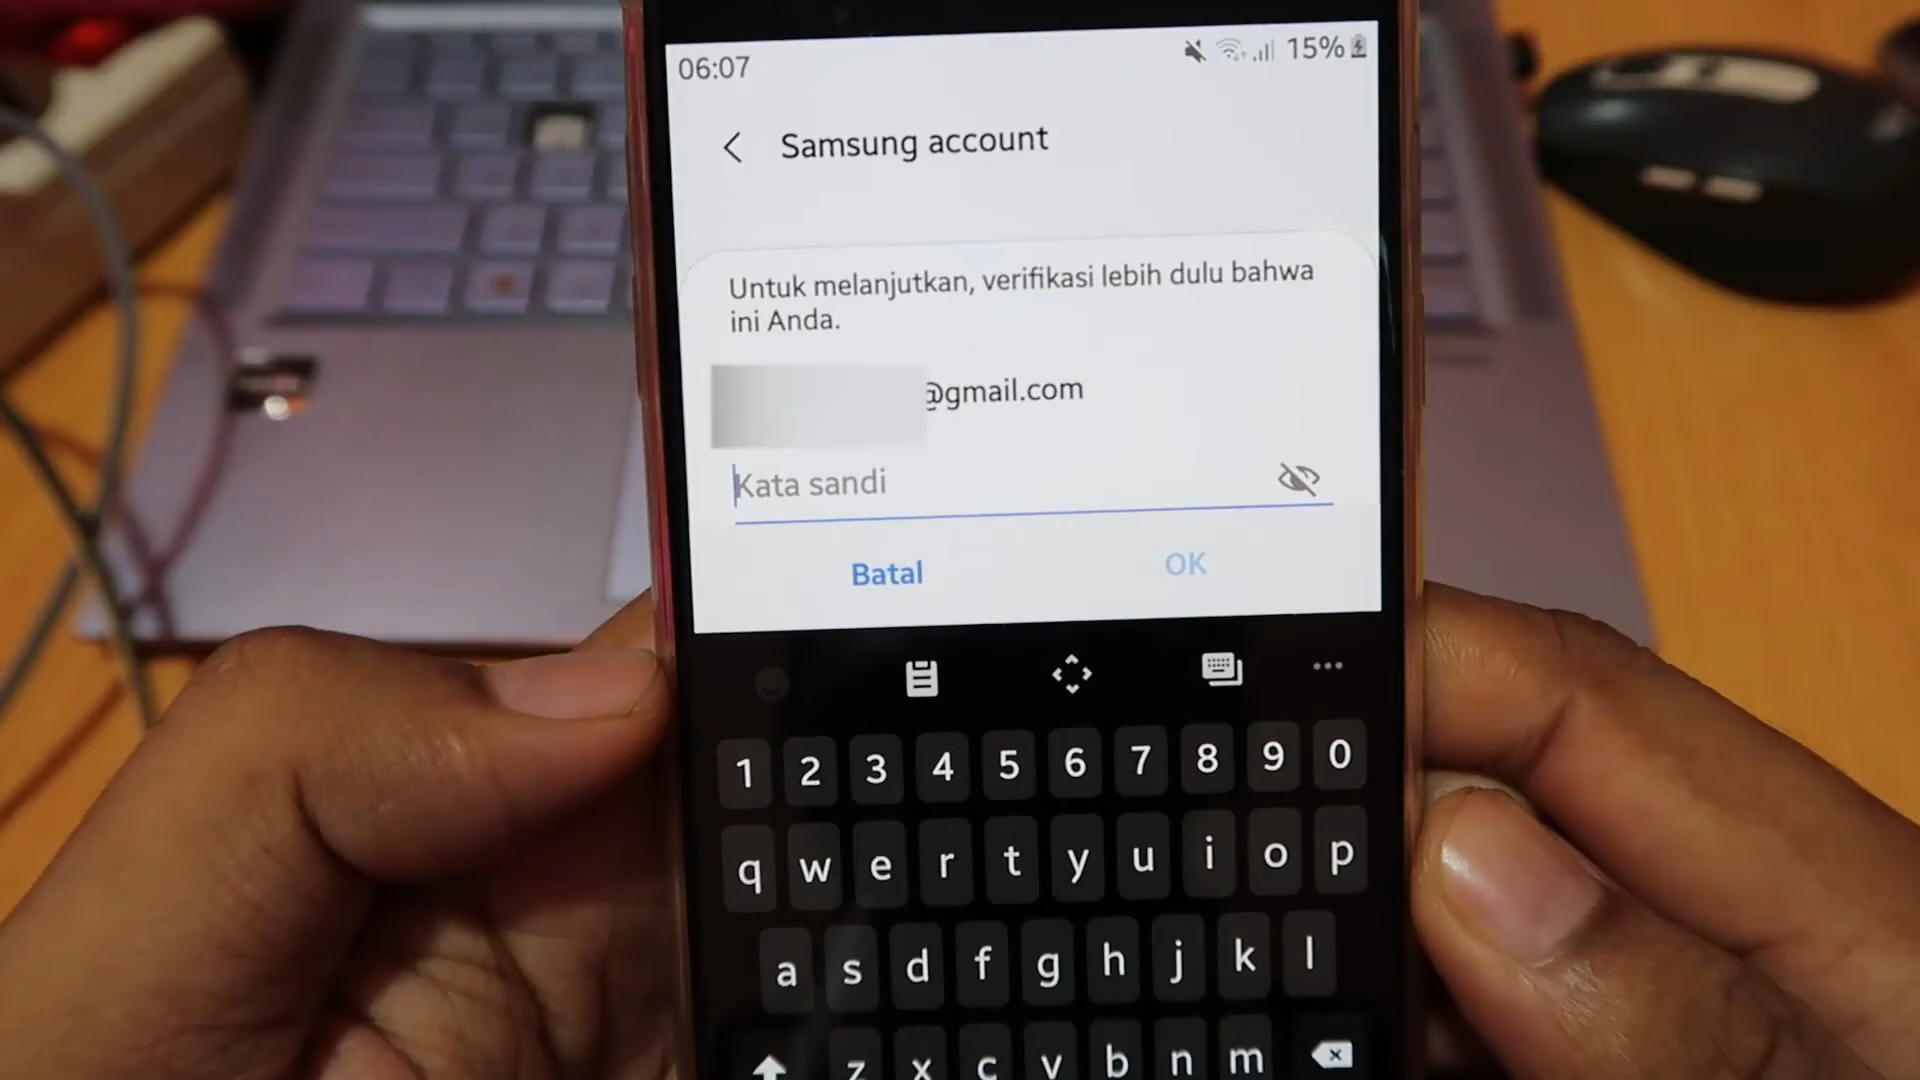 06:07 15%
Samsung account
Untuk melanjutkan, verifikasi lebih dulu bahwa
ini Anda.
@gmail.com
Kata sandi
Batal OK
1 2 3 4 5 6 7 8 9 0
q w e r t y u i o p
a s d f g h j k l
z x c v b n m